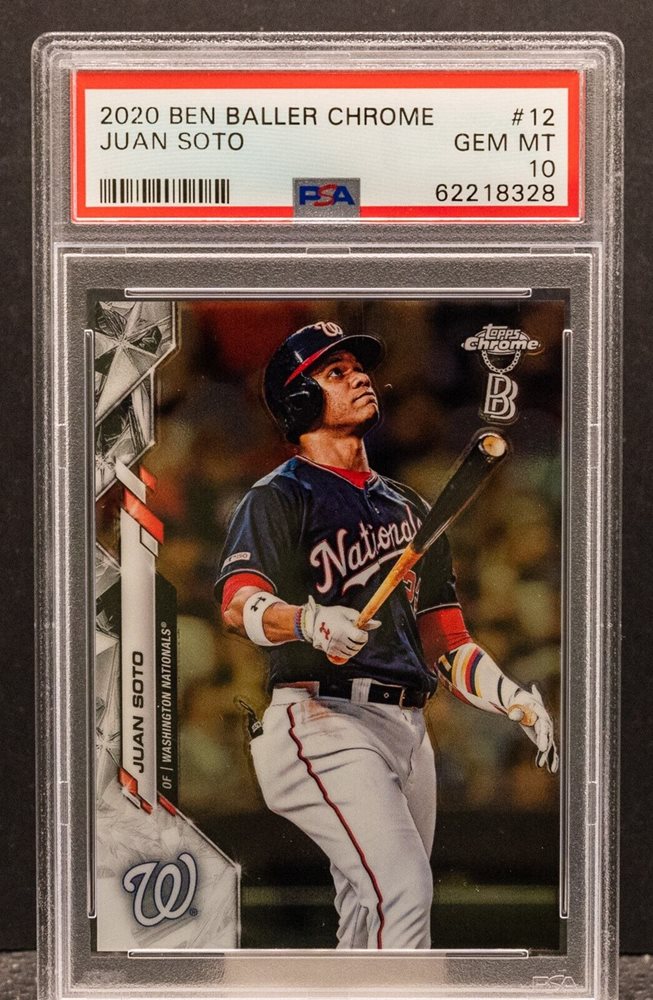 2020 BEN BALLER CHROME #12
JUAN SOTO GEM MT
10
PSA 62218328
Topps
Chrome
B
W
Nationals
JUAN SOTO
OF | WASHINGTON NATIONALS®
W®
PSA